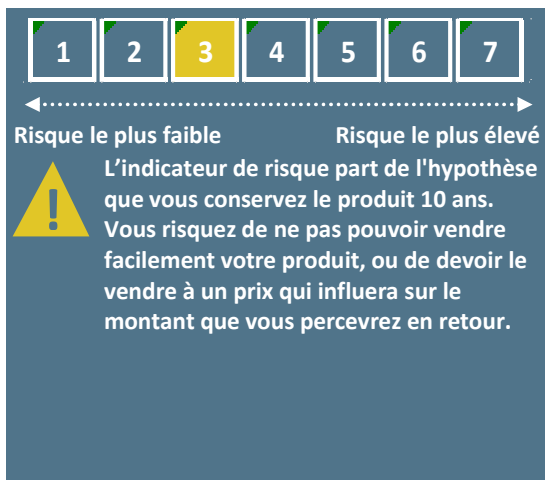 1 2 3 4 5 6 7
Risque le plus faible Risque le plus élevé
L’indicateur de risque part de l'hypothèse
que vous conservez le produit 10 ans.
Vous risquez de ne pas pouvoir vendre
facilement votre produit, ou de devoir le
vendre à un prix qui influera sur le
montant que vous percevrez en retour.
!